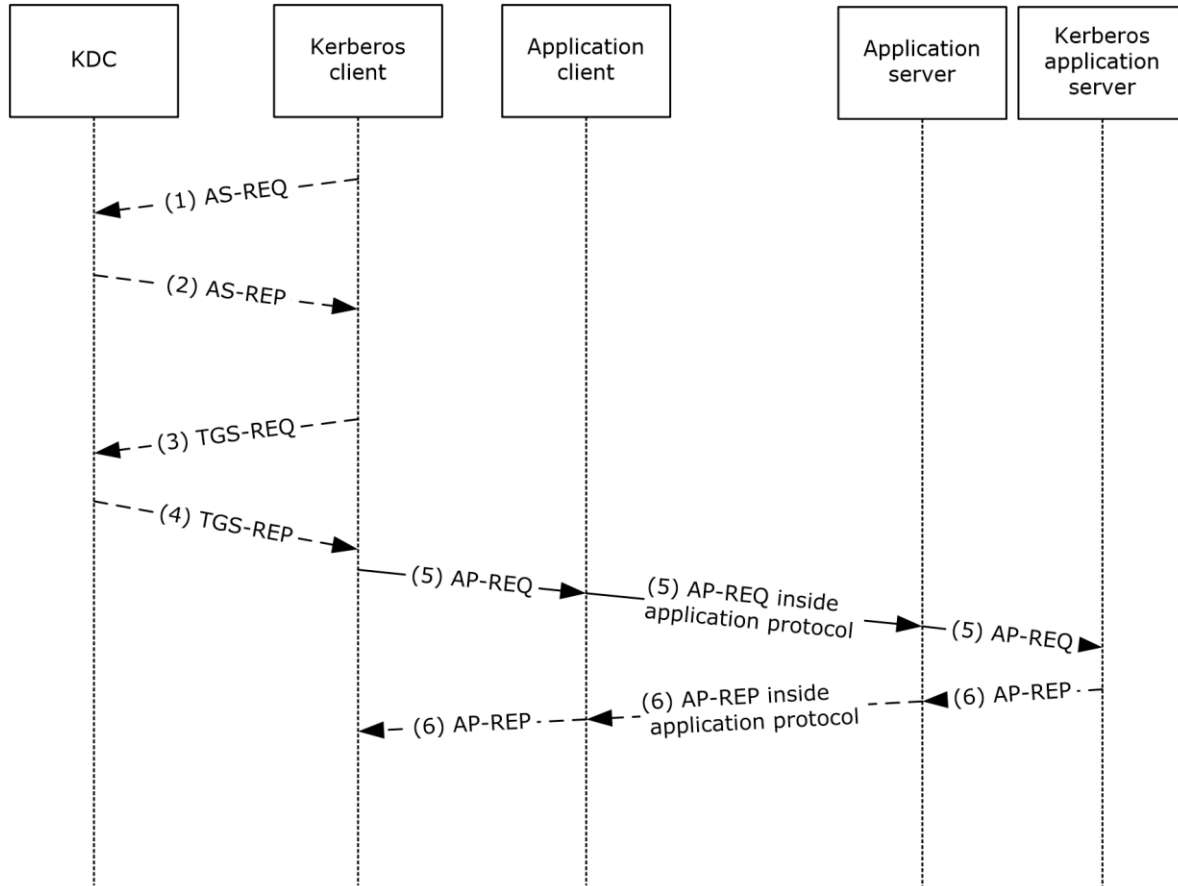 KDC
Kerberos
client
Application
client
Application
server
Kerberos
application
server
(1) AS-REQ
(2) AS-REP
(3) TGS-REQ
(4) TGS-REP
(5) AP-REQ
(5) AP-REQ inside
application protocol
(5) AP-REQ
(6) AP-REP
(6) AP-REP inside
application protocol
(6) AP-REP